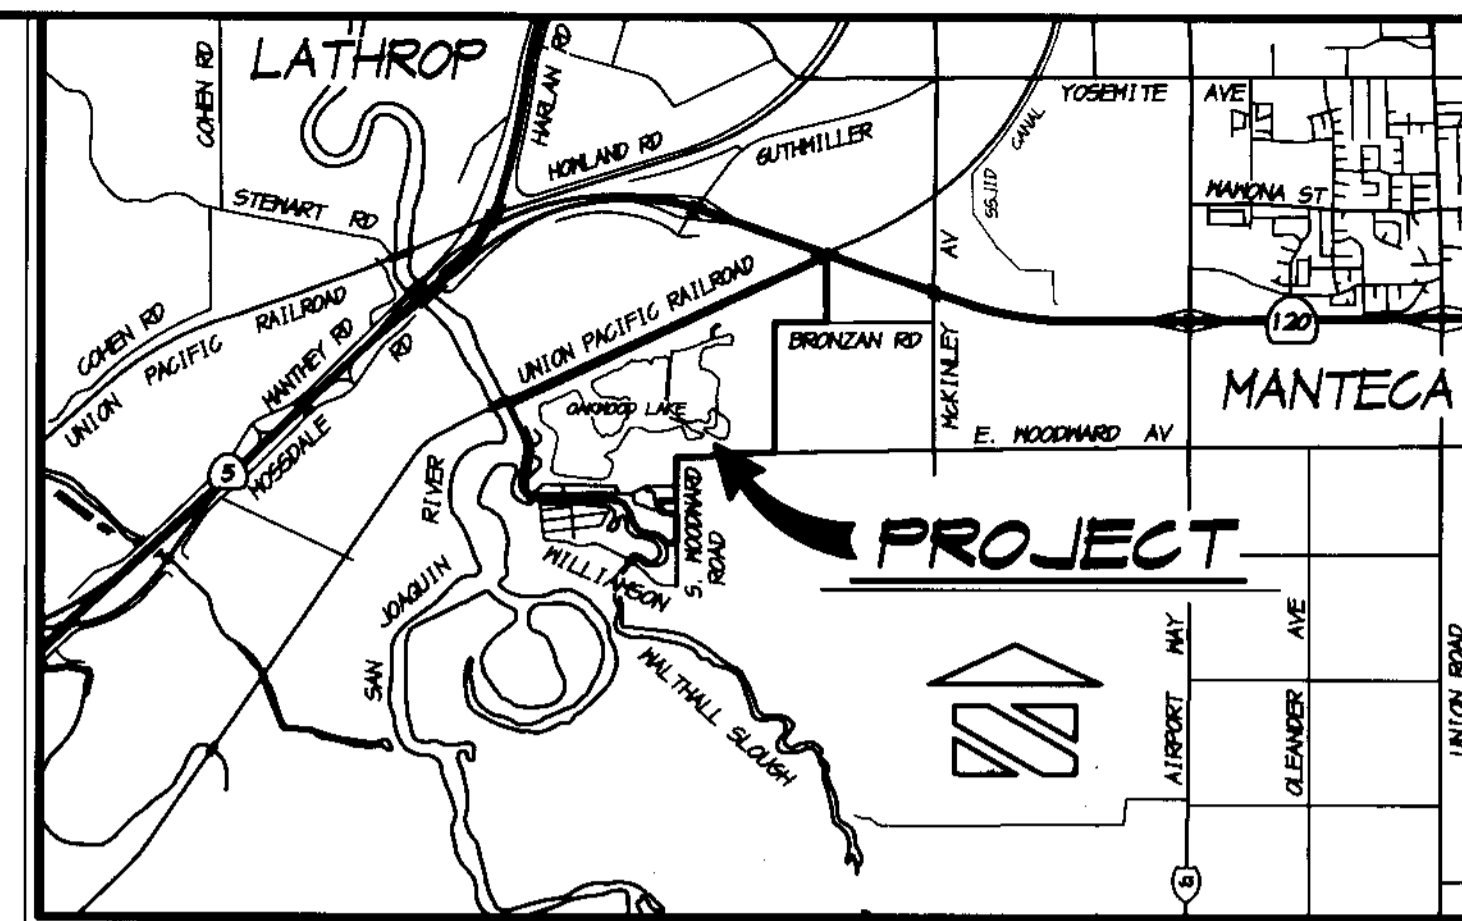 LATHROP
COHEN RD
HARLAN RD
HOWLAND RD
GUTHMILLER
YOSEMITE AVE
CANAL
SSJID
WAWONA ST
STEWART RD
AV
COHEN RD
UNION PACIFIC RAILROAD
MANTHEY RD
RD
MOSSDALE
5
UNION PACIFIC RAILROAD
BRONZAN RD
McKINLEY
120
MANTECA
OAKWOOD LAKE
E. WOODWARD AV
S. WOODWARD
ROAD
PROJECT
WILLIAMSON
SAN JOAQUIN RIVER
WALTHALL SLOUGH
AIRPORT WAY
OLEANDER AVE
UNION ROAD
N